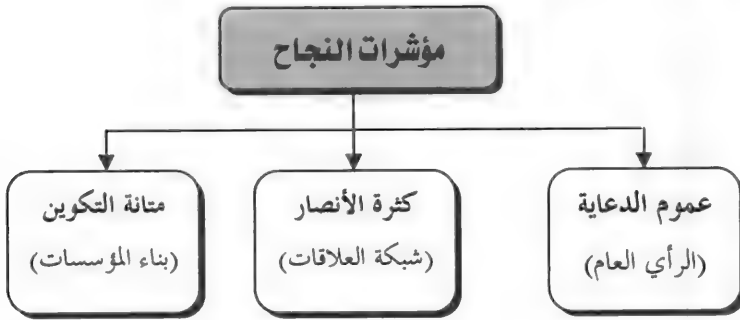 مؤشرات النجاح
عموم الدعاية
(الرأي العام)
كثرة الأنصار
(شبكة العلاقات)
متانة التكوين
(بناء المؤسسات)